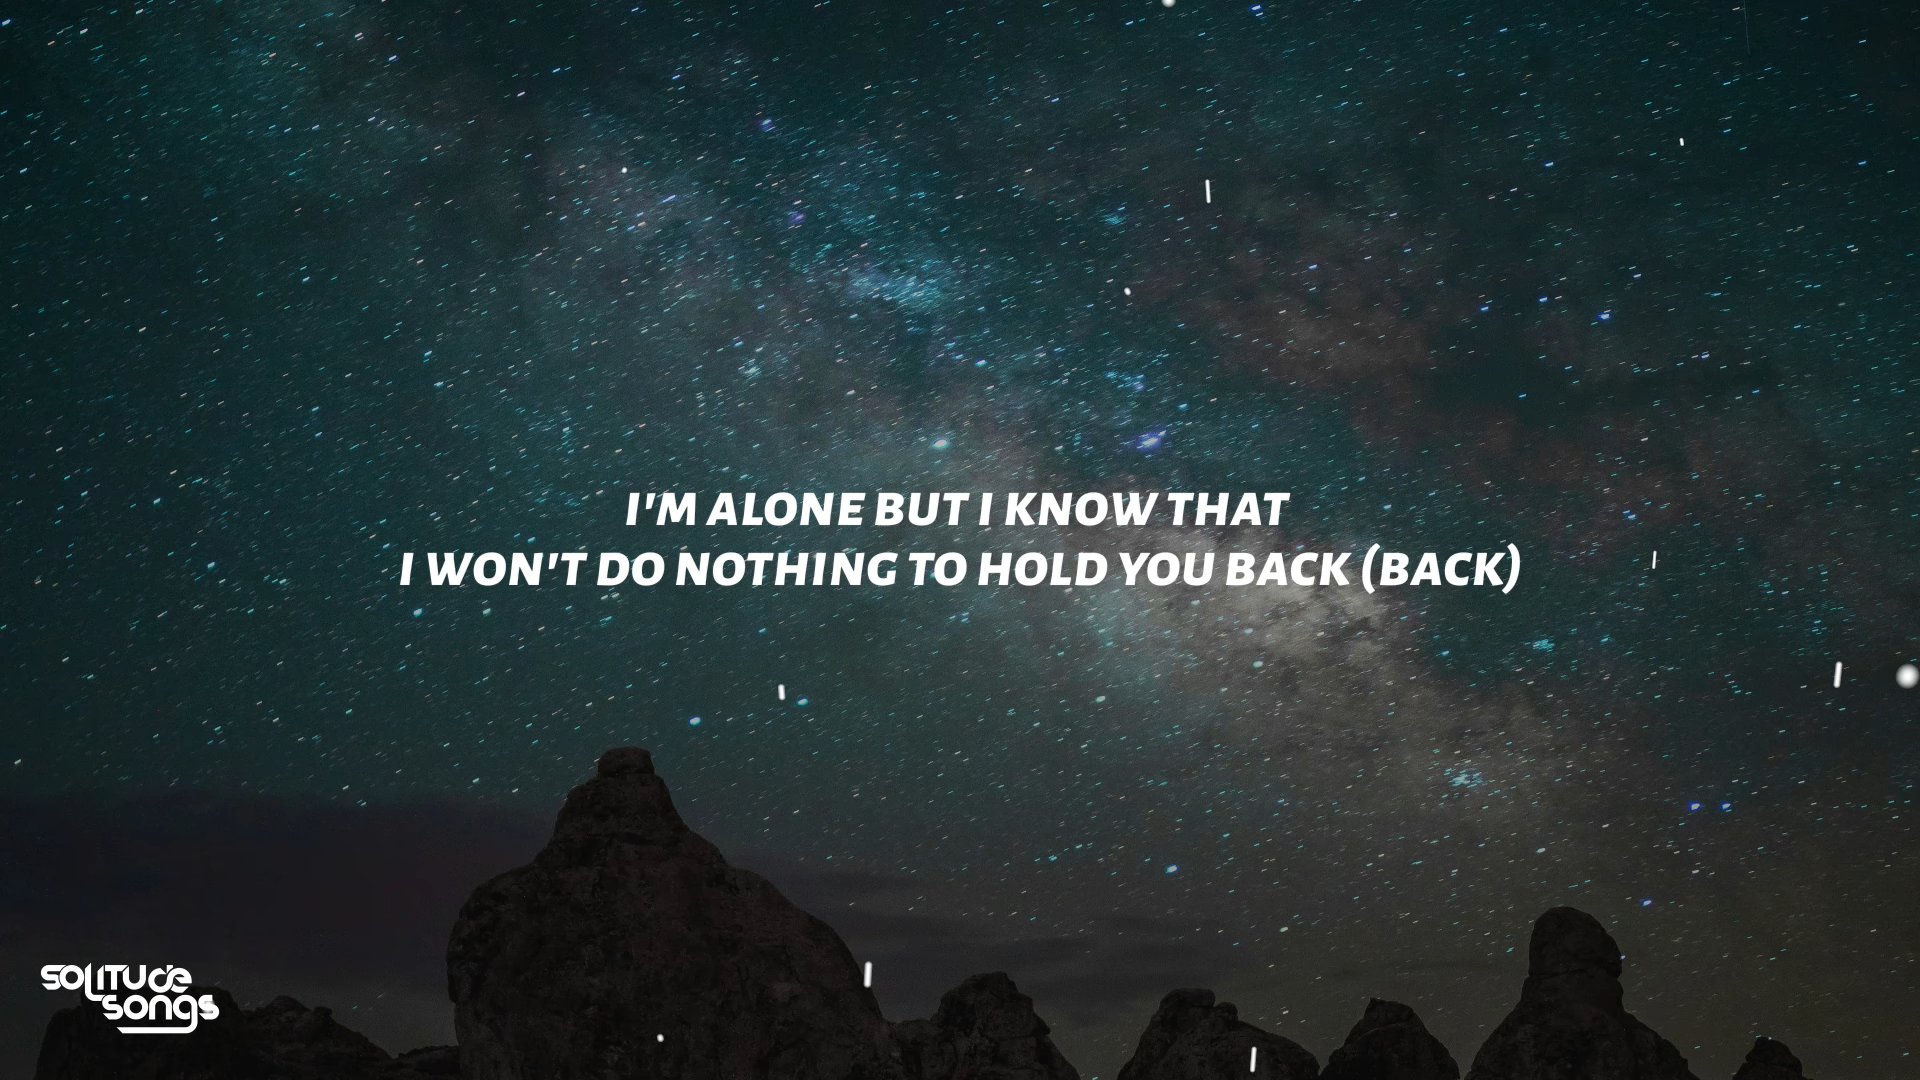 I'M ALONE BUT I KNOW THAT
I WON'T DO NOTHING TO HOLD YOU BACK (BACK)
SOLITUDE
SONGS